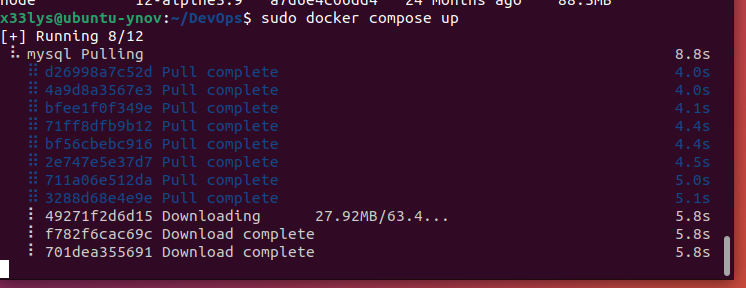 node 12-alpine3.9 a7d6e4c00dd4 24 months ago 88.5MB
x33lys@ubuntu-ynov:~/DevOps$ sudo docker compose up
[+] Running 8/12
⠧ mysql Pulling 8.8s
⠿ d26998a7c52d Pull complete 4.0s
⠿ 4a9d8a3567e3 Pull complete 4.0s
⠿ bfee1f0f349e Pull complete 4.1s
⠿ 71ff8dfb9b12 Pull complete 4.4s
⠿ bf56cbebc916 Pull complete 4.4s
⠿ 2e747e5e37d7 Pull complete 4.5s
⠿ 711a06e512da Pull complete 5.0s
⠿ 3288d68e4e9e Pull complete 5.1s
⠸ 49271f2d6d15 Downloading 27.92MB/63.4... 5.8s
⠸ f782f6cac69c Download complete 5.8s
⠸ 701dea355691 Download complete 5.8s